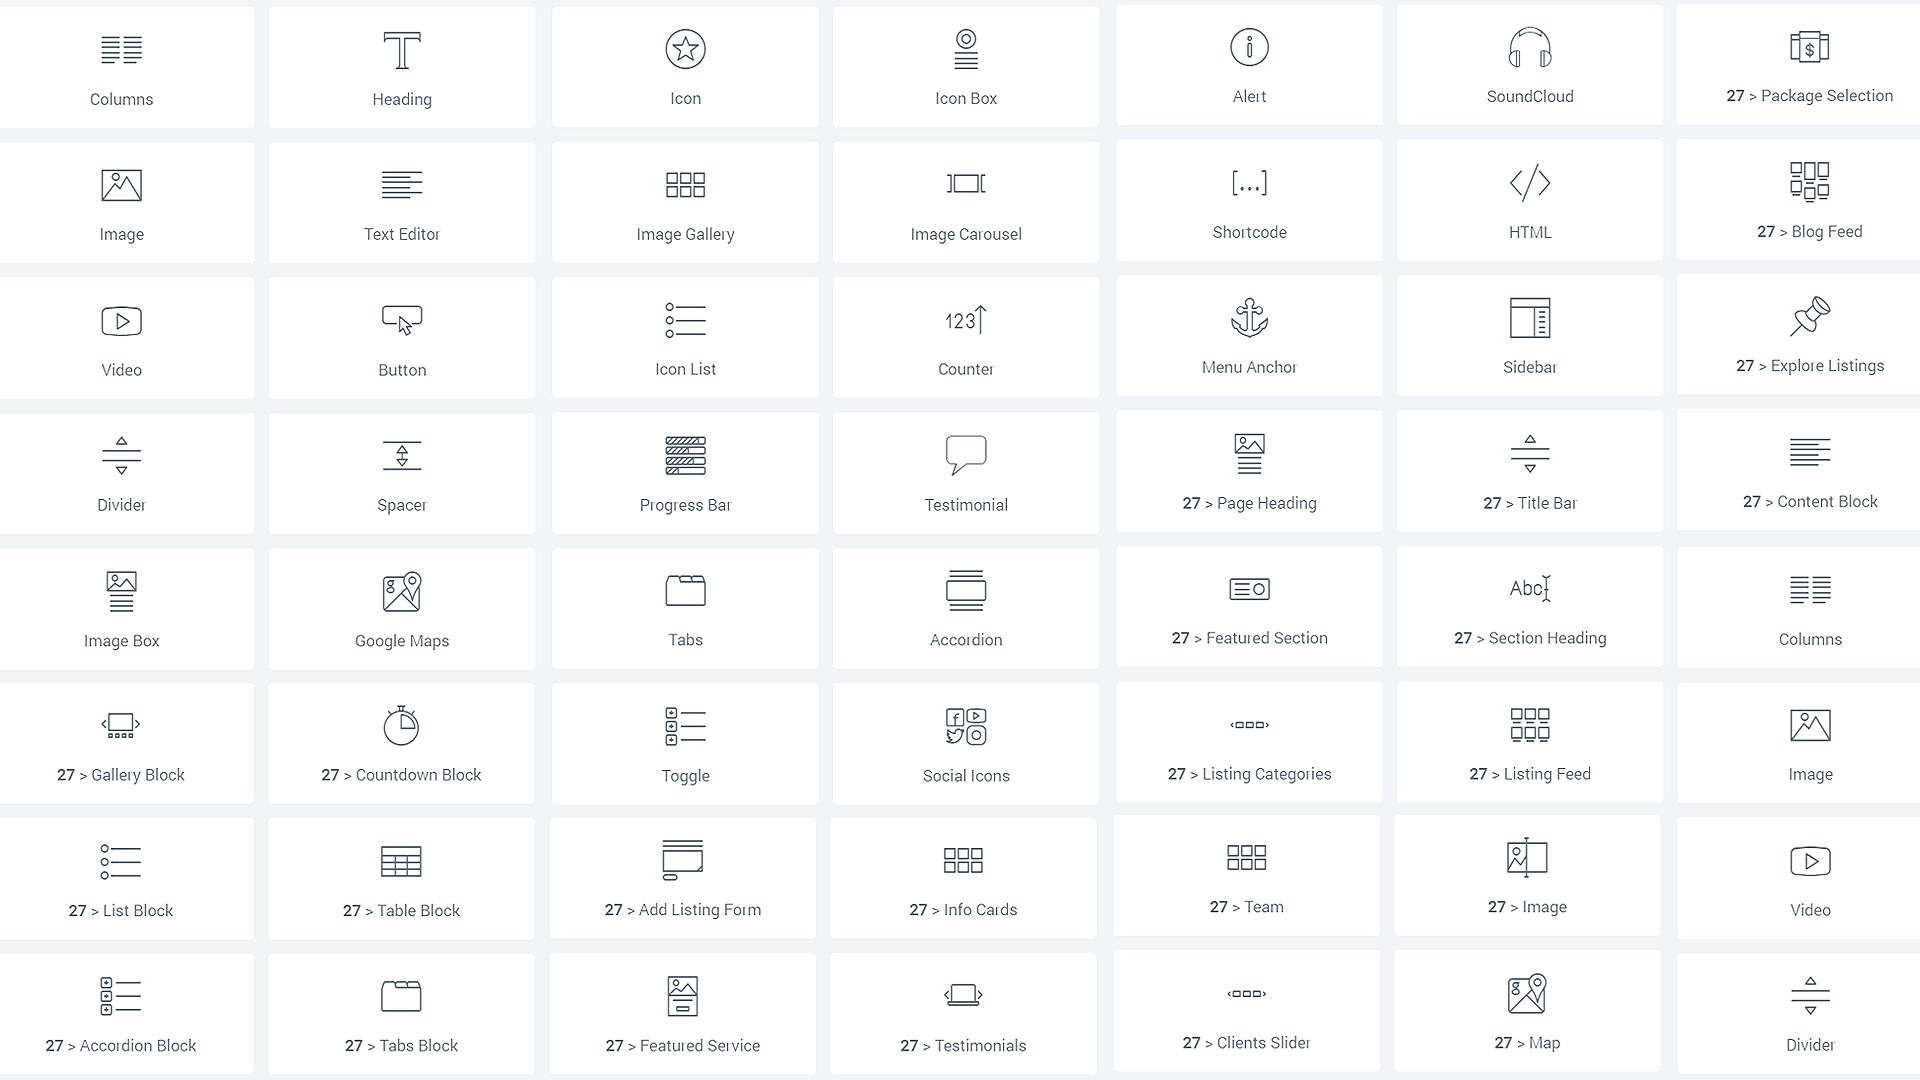 Columns
Heading
Icon
Icon Box
Alert
SoundCloud
27 > Package Selection
Image
Text Editor
Image Gallery
Image Carousel
[...]
Shortcode
</>
HTML
27 > Blog Feed
Video
Button
Icon List
123
Counter
Menu Anchor
Sidebar
27 > Explore Listings
Divider
Spacer
Progress Bar
Testimonial
27 > Page Heading
27 > Title Bar
27 > Content Block
Image Box
Google Maps
Tabs
Accordion
27 > Featured Section
Abc
27 > Section Heading
Columns
27 > Gallery Block
27 > Countdown Block
Toggle
Social Icons
27 > Listing Categories
27 > Listing Feed
Image
27 > List Block
27 > Table Block
27 > Add Listing Form
27 > Info Cards
27 > Team
27 > Image
Video
27 > Accordion Block
27 > Tabs Block
27 > Featured Service
27 > Testimonials
27 > Clients Slider
27 > Map
Divider